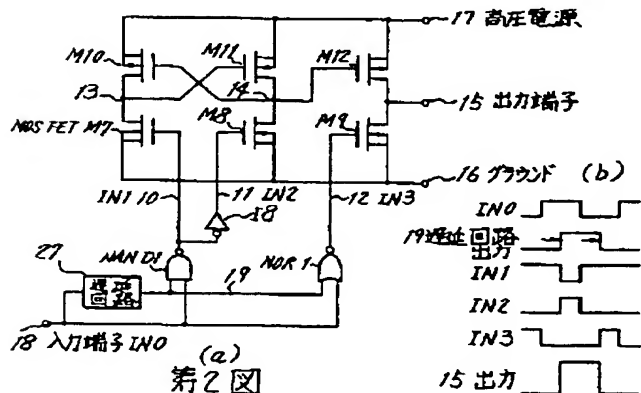 17 高圧電源
M10
M11
M12
13
14
15 出力端子
MOSFET M7
M8
M9
16 グラウンド
IN1 10
11 IN2
12 IN3
18
NAND1
NOR1
27
遅延回路
19
18 入力端子 IN0
(a)
第2図
(b)
IN0
19遅延回路
出力
IN1
IN2
IN3
15 出力